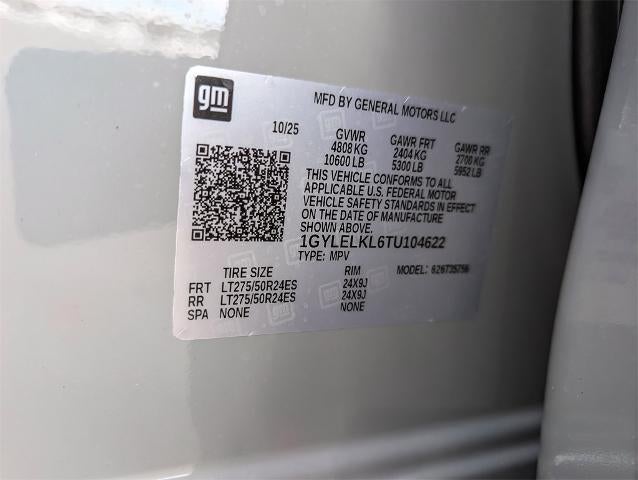 gm
MFD BY GENERAL MOTORS LLC
10/25 GVWR GAWR FRT GAWR RR
4808 KG 2404 KG 2700 KG
10600 LB 5300 LB 5952 LB
THIS VEHICLE CONFORMS TO ALL
APPLICABLE U.S. FEDERAL MOTOR
VEHICLE SAFETY STANDARDS IN EFFECT
ON THE DATE OF MANUFACTURE
SHOWN ABOVE.
1GYLELKL6TU104622
TYPE: MPV MODEL: 626T35756
TIRE SIZE RIM
FRT LT275/50R24ES 24X9J
RR LT275/50R24ES 24X9J
SPA NONE NONE